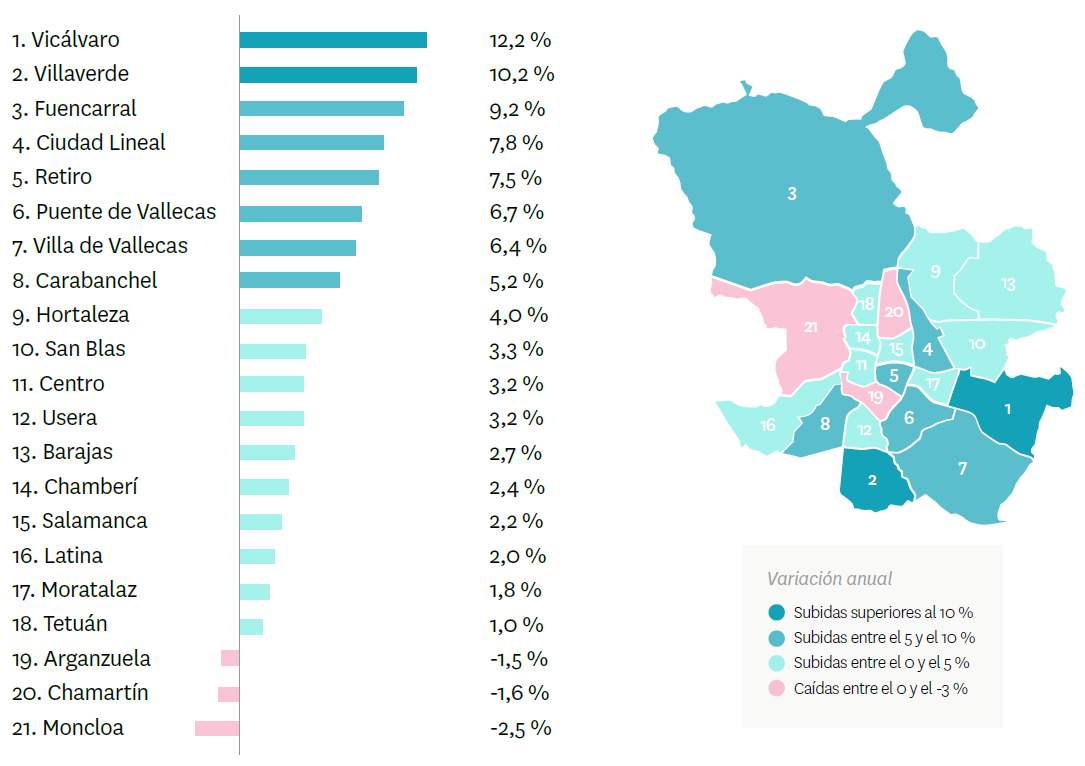 1. Vicálvaro 12,2 %
2. Villaverde 10,2 %
3. Fuencarral 9,2 %
4. Ciudad Lineal 7,8 %
5. Retiro 7,5 %
6. Puente de Vallecas 6,7 %
7. Villa de Vallecas 6,4 %
8. Carabanchel 5,2 %
9. Hortaleza 4,0 %
10. San Blas 3,3 %
11. Centro 3,2 %
12. Usera 3,2 %
13. Barajas 2,7 %
14. Chamberí 2,4 %
15. Salamanca 2,2 %
16. Latina 2,0 %
17. Moratalaz 1,8 %
18. Tetuán 1,0 %
19. Arganzuela -1,5 %
20. Chamartín -1,6 %
21. Moncloa -2,5 %
3
9
13
18
20
21
14
15
4
10
11
5
17
19
1
16
8
12
6
7
2
Variación anual
Subidas superiores al 10 %
Subidas entre el 5 y el 10 %
Subidas entre el 0 y el 5 %
Caídas entre el 0 y el -3 %